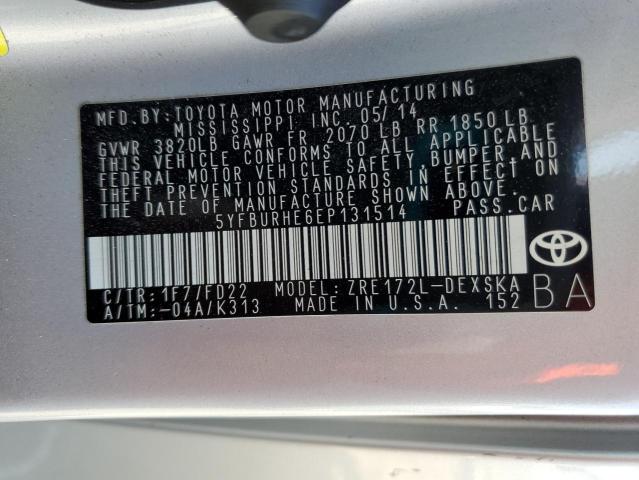 MFD.BY:TOYOTA MOTOR MANUFACTURING
MISSISSIPPI INC. 05/14
GVWR 3820LB GAWR FR 2070 LB RR 1850 LB
THIS VEHICLE CONFORMS TO ALL APPLICABLE
FEDERAL MOTOR VEHICLE SAFETY, BUMPER, AND
THEFT PREVENTION STANDARDS IN EFFECT ON
THE DATE OF MANUFACTURE SHOWN ABOVE.
5YFBURHE6EP131514 PASS.CAR
C/TR: 1F7/FD22 MODEL: ZRE172L-DEXSKA
A/TM: -04A/K313 MADE IN U.S.A. 152
BA